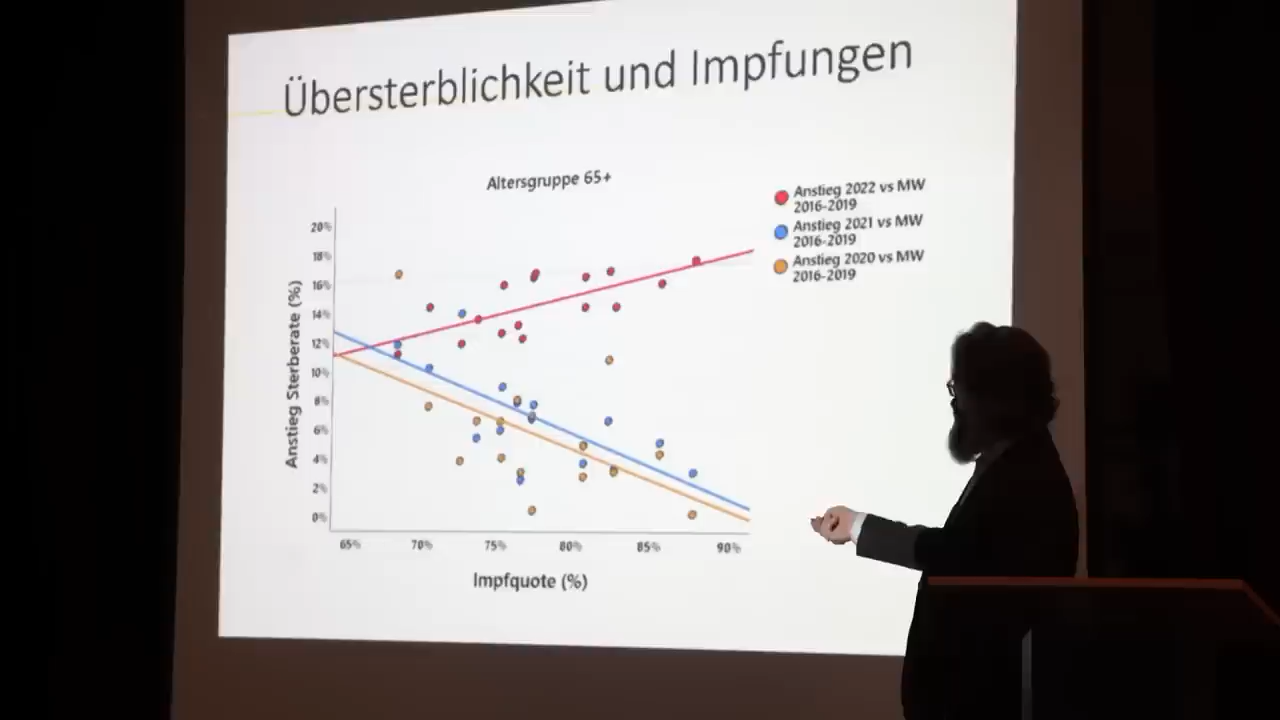 Übersterblichkeit und Impfungen
Altersgruppe 65+
Anstieg 2022 vs MW
2016-2019
Anstieg 2021 vs MW
2016-2019
Anstieg 2020 vs MW
2016-2019
Anstieg Sterberate (%)
20%
18%
16%
14%
12%
10%
8%
6%
4%
2%
0%
65%
70%
75%
80%
85%
90%
Impfquote (%)